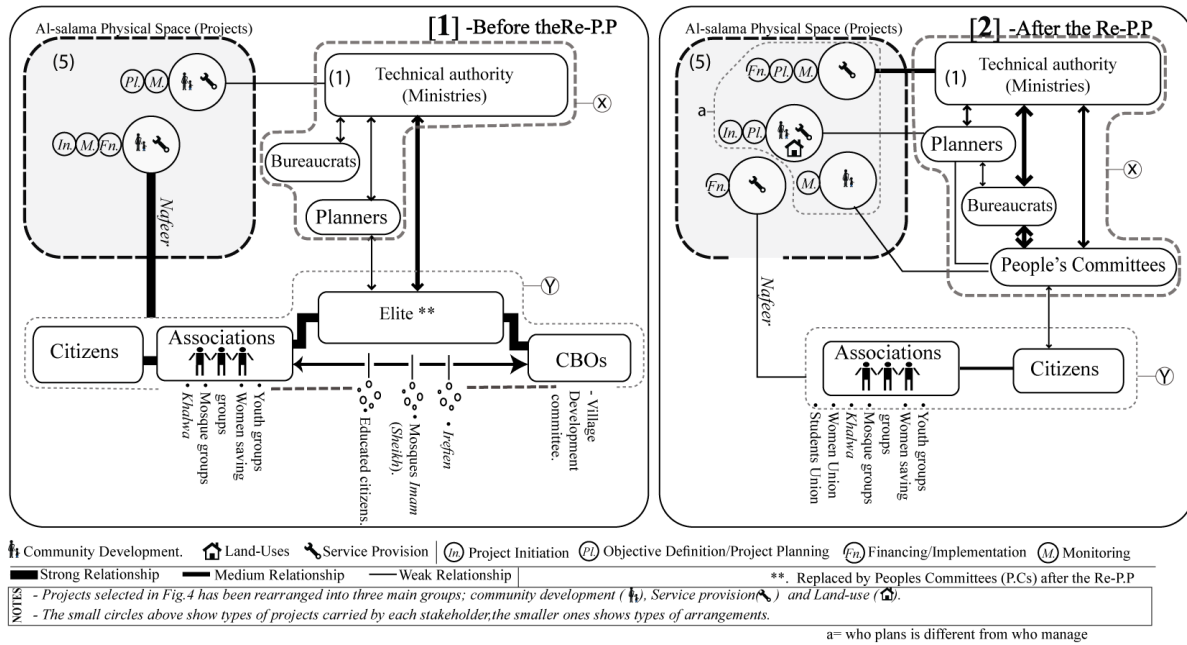 [1] -Before theRe-P.P
Al-salama Physical Space (Projects)
(5)
Pl. M.
In. M. Fn.
Nafeer
(1) Technical authority
(Ministries)
X
Bureaucrats
Planners
Y
Elite **
Citizens
Associations
CBOs
• Khalwa
• Mosque groups
groups
• Women saving
• Youth groups
• Educated citizens.
(Sheikh).
• Mosques Imam
• Irefien
committee.
Development
- Village
[2] -After the Re-P.P
Al-salama Physical Space (Projects)
(5)
Fn. Pl. M.
a
In. Pl.
Fn.
M.
Nafeer
(1) Technical authority
(Ministries)
Planners
X
Bureaucrats
People's Committees
Associations
Citizens
Y
• Students Union
• Women Union
• Khalwa
• Mosque groups
groups
• Women saving
• Youth groups
Community Development. Land-Uses Service Provision In. Project Initiation Pl. Objective Definition/Project Planning Fn. Financing/Implementation M. Monitoring
Strong Relationship Medium Relationship Weak Relationship **. Replaced by Peoples Committees (P.Cs) after the Re-P.P
NOTES
- Projects selected in Fig.4 has been rearranged into three main groups; community development ( ), Service provision( ) and Land-use ( ).
- The small circles above show types of projects carried by each stakeholder,the smaller ones shows types of arrangements.
a= who plans is different from who manage